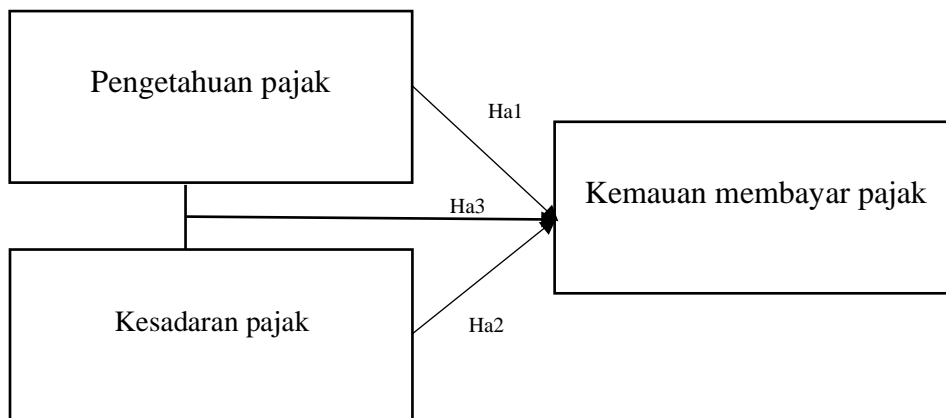 Pengetahuan pajak
Ha1
Kemauan membayar pajak
Ha3
Kesadaran pajak
Ha2